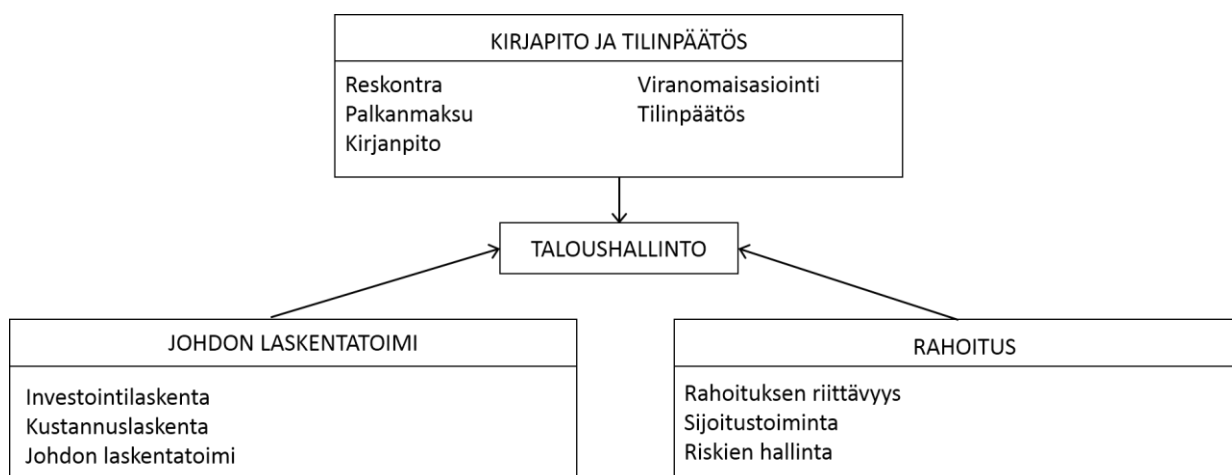 KIRJAPITO JA TILINPÄÄTÖS
Reskontra
Palkanmaksu
Kirjanpito
Viranomaisasiointi
Tilinpäätös
TALOUSHALLINTO
JOHDON LASKENTATOIMI
Investointilaskenta
Kustannuslaskenta
Johdon laskentatoimi
RAHOITUS
Rahoituksen riittävyys
Sijoitustoiminta
Riskien hallinta